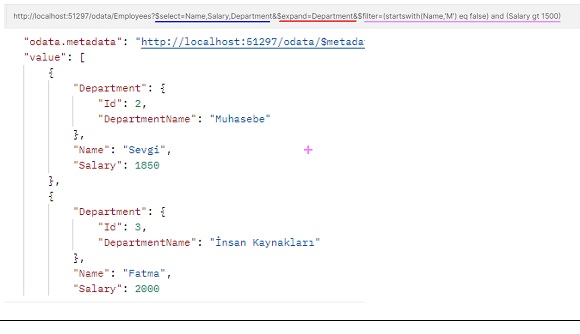 http://localhost:51297/odata/Employees?$select=Name,Salary,Department&$expand=Department&$filter=(startswith(Name,'M') eq false) and (Salary gt 1500)
"odata.metadata": "http://localhost:51297/odata/$metada
"value": [
{
"Department": {
"Id": 2,
"DepartmentName": "Muhasebe"
},
"Name": "Sevgi",
"Salary": 1850
},
{
"Department": {
"Id": 3,
"DepartmentName": "İnsan Kaynakları"
},
"Name": "Fatma",
"Salary": 2000